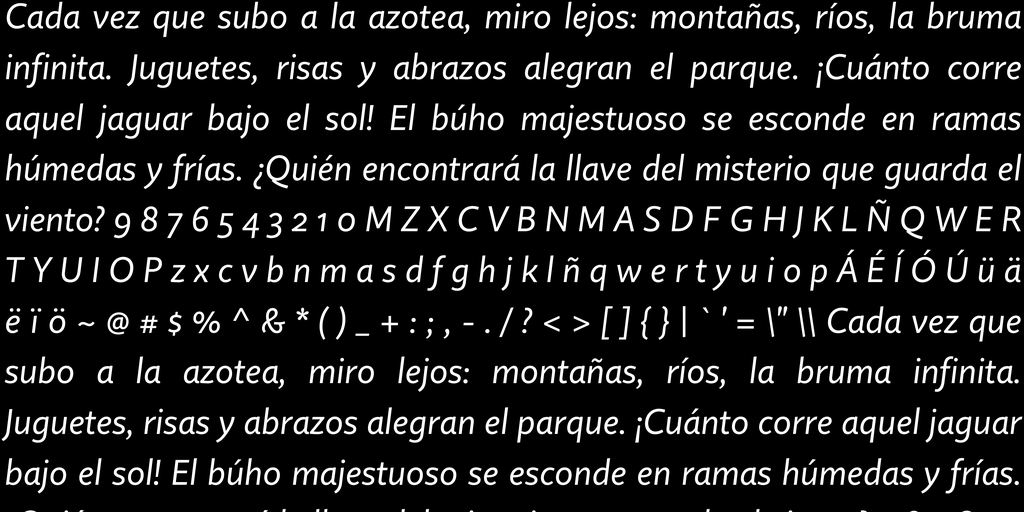 Cada vez que subo a la azotea, miro lejos: montañas, ríos, la bruma
infinita. Juguetes, risas y abrazos alegran el parque. ¡Cuánto corre
aquel jaguar bajo el sol! El búho majestuoso se esconde en ramas
húmedas y frías. ¿Quién encontrará la llave del misterio que guarda el
viento? 9 8 7 6 5 4 3 2 1 0 M Z X C V B N M A S D F G H J K L Ñ Q W E R
T Y U I O P z x c v b n m a s d f g h j k l ñ q w e r t y u i o p Á É Í Ó Ú ü ä
ë ï ö ~ @ # $ % ^ & * ( ) _ + : ; , - . / ? < > [ ] { } | ` ' = \" \\ Cada vez que
subo a la azotea, miro lejos: montañas, ríos, la bruma infinita.
Juguetes, risas y abrazos alegran el parque. ¡Cuánto corre aquel jaguar
bajo el sol! El búho majestuoso se esconde en ramas húmedas y frías.